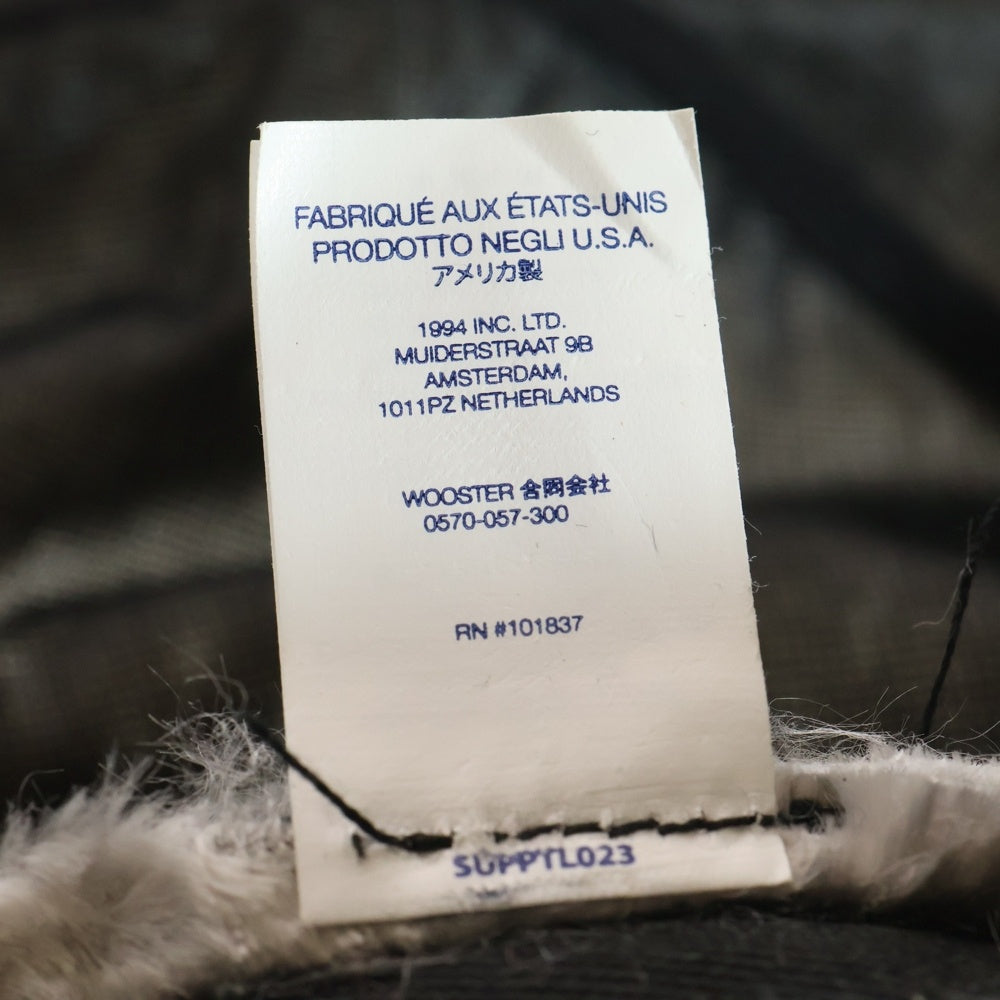 FABRIQUÉ AUX ÉTATS-UNIS
PRODOTTO NEGLI U.S.A.
アメリカ製
1994 INC. LTD.
MUIDERSTRAAT 9B
AMSTERDAM,
1011PZ NETHERLANDS
WOOSTER 合同会社
0570-057-300
RN #101837
SUPPYL023